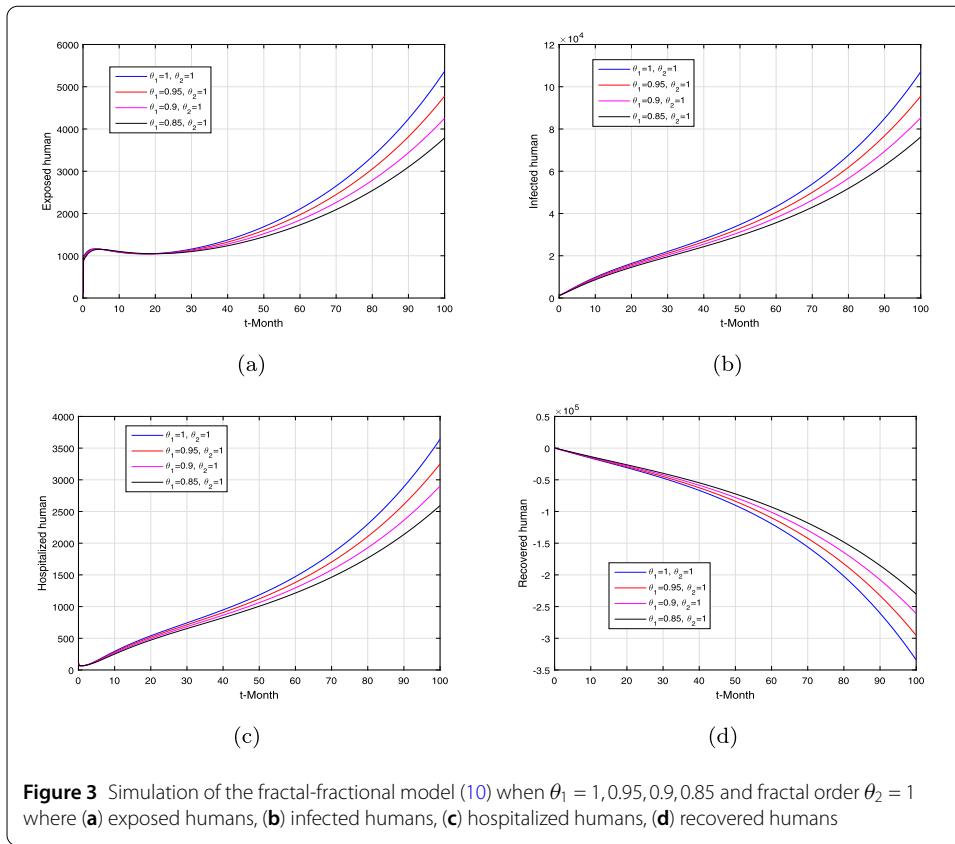 6000
5000
4000
3000
2000
1000
0
Exposed human
θ1=1, θ2=1
θ1=0.95, θ2=1
θ1=0.9, θ2=1
θ1=0.85, θ2=1
0 10 20 30 40 50 60 70 80 90 100
t-Month
(a)
×10^4
12
10
8
6
4
2
0
Infected human
θ1=1, θ2=1
θ1=0.95, θ2=1
θ1=0.9, θ2=1
θ1=0.85, θ2=1
0 10 20 30 40 50 60 70 80 90 100
t-Month
(b)
4000
3500
3000
2500
2000
1500
1000
500
0
Hospitalized human
θ1=1, θ2=1
θ1=0.95, θ2=1
θ1=0.9, θ2=1
θ1=0.85, θ2=1
0 10 20 30 40 50 60 70 80 90 100
t-Month
(c)
×10^5
0.5
0
-0.5
-1
-1.5
-2
-2.5
-3
-3.5
Recovered human
θ1=1, θ2=1
θ1=0.95, θ2=1
θ1=0.9, θ2=1
θ1=0.85, θ2=1
0 10 20 30 40 50 60 70 80 90 100
t-Month
(d)
Figure 3 Simulation of the fractal-fractional model (10) when θ1 = 1, 0.95, 0.9, 0.85 and fractal order θ2 = 1
where (a) exposed humans, (b) infected humans, (c) hospitalized humans, (d) recovered humans